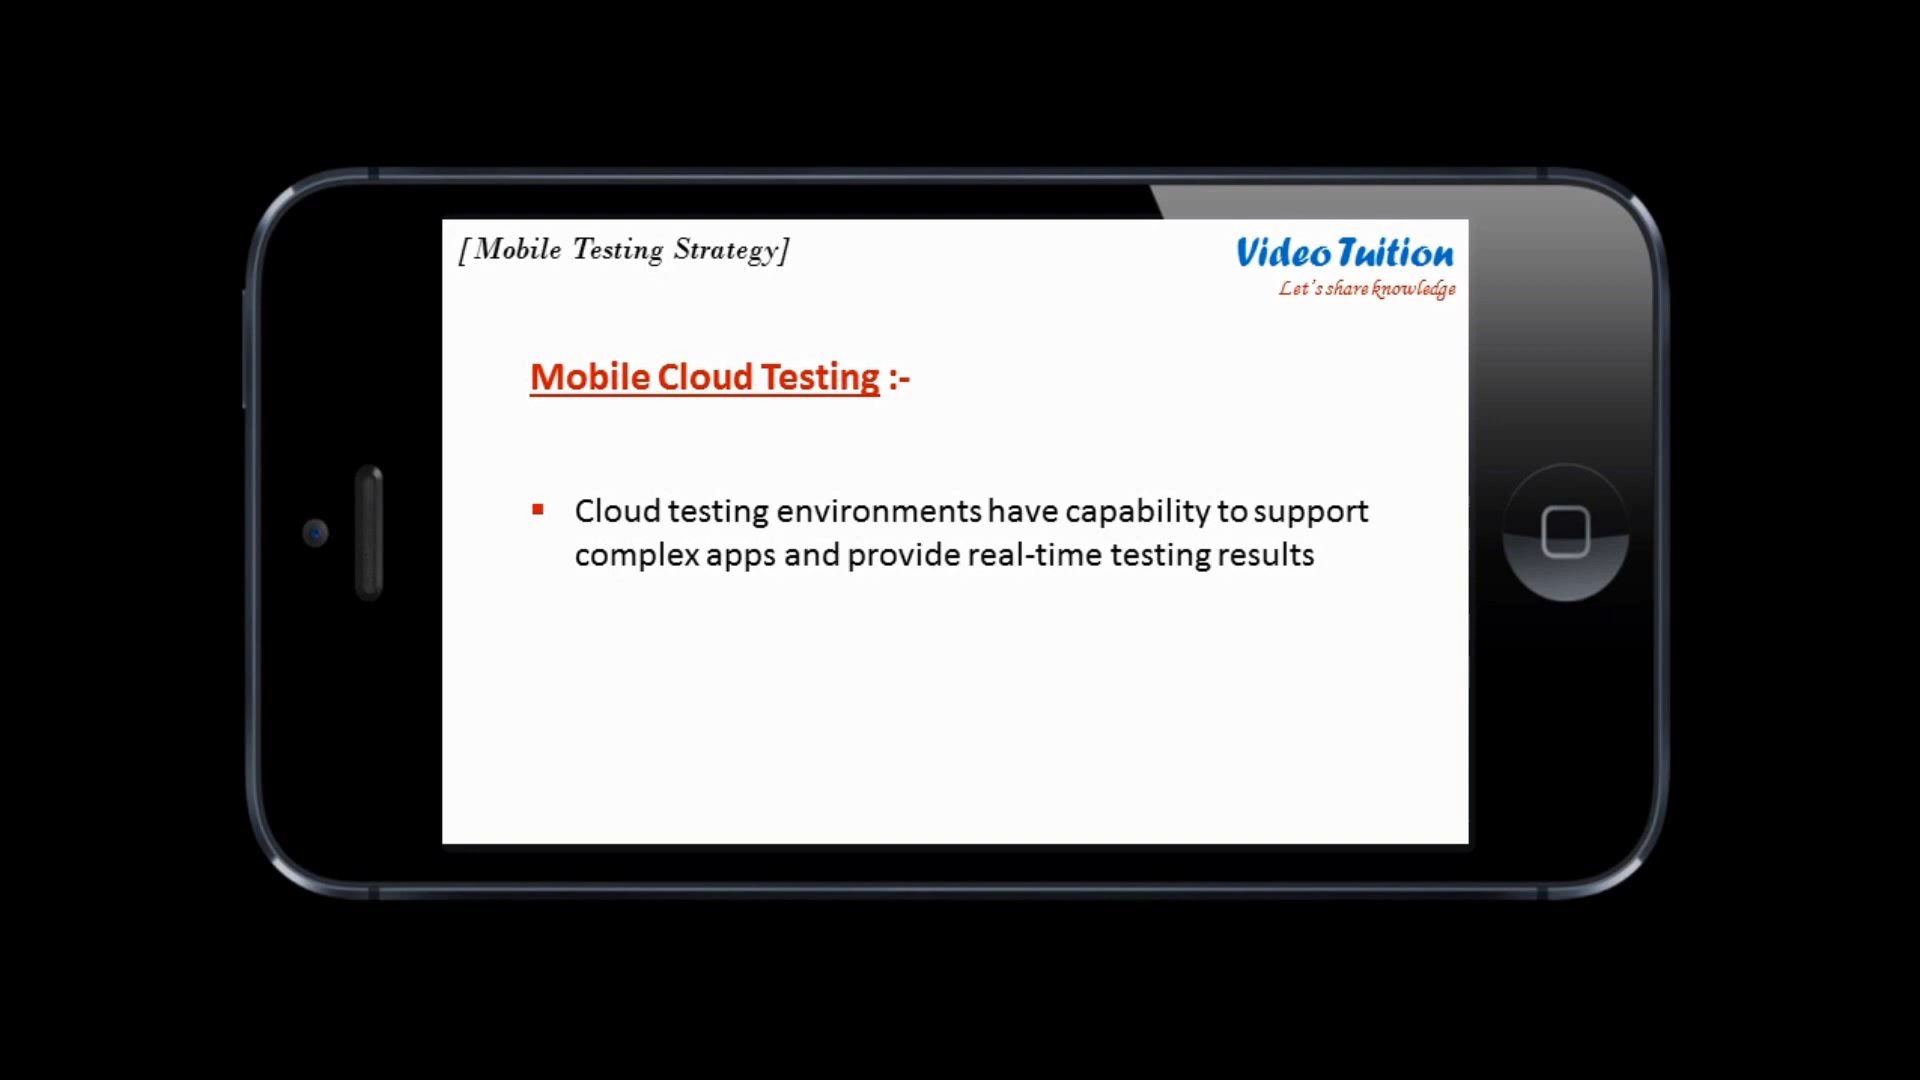 [Mobile Testing Strategy]
Video Tuition
Let's share knowledge
Mobile Cloud Testing :-
▪ Cloud testing environments have capability to support
complex apps and provide real-time testing results